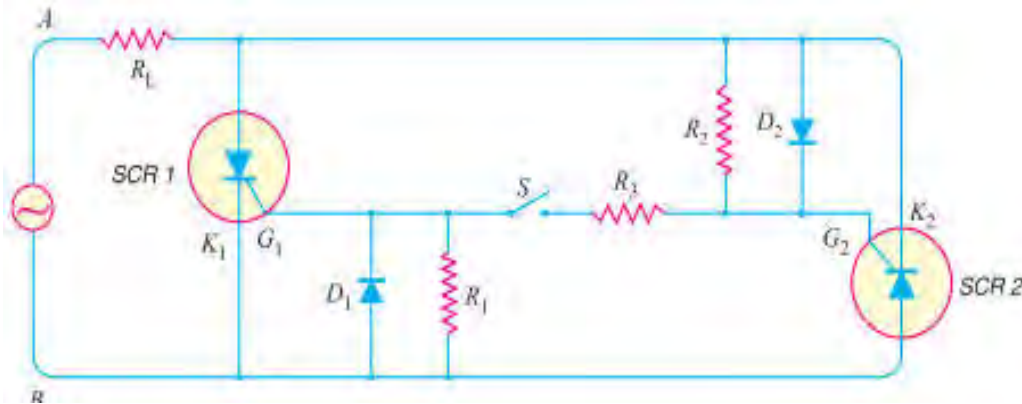 A
R_L
R_2
D_2
SCR 1
S
R_3
K_1
G_1
K_2
G_2
D_1
R_1
SCR 2
B